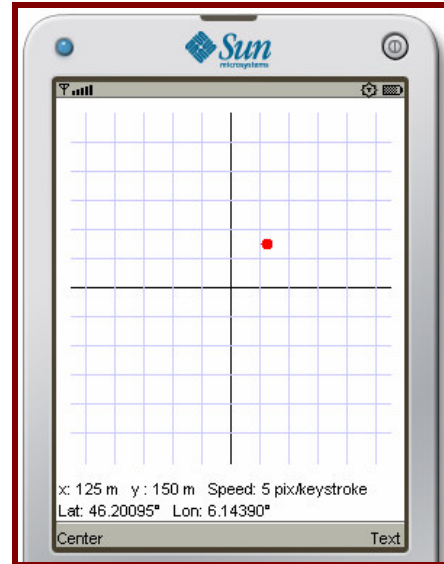 Sun
microsystems
x: 125 m y : 150 m Speed: 5 pix/keystroke
Lat: 46.20095° Lon: 6.14390°
Center Text